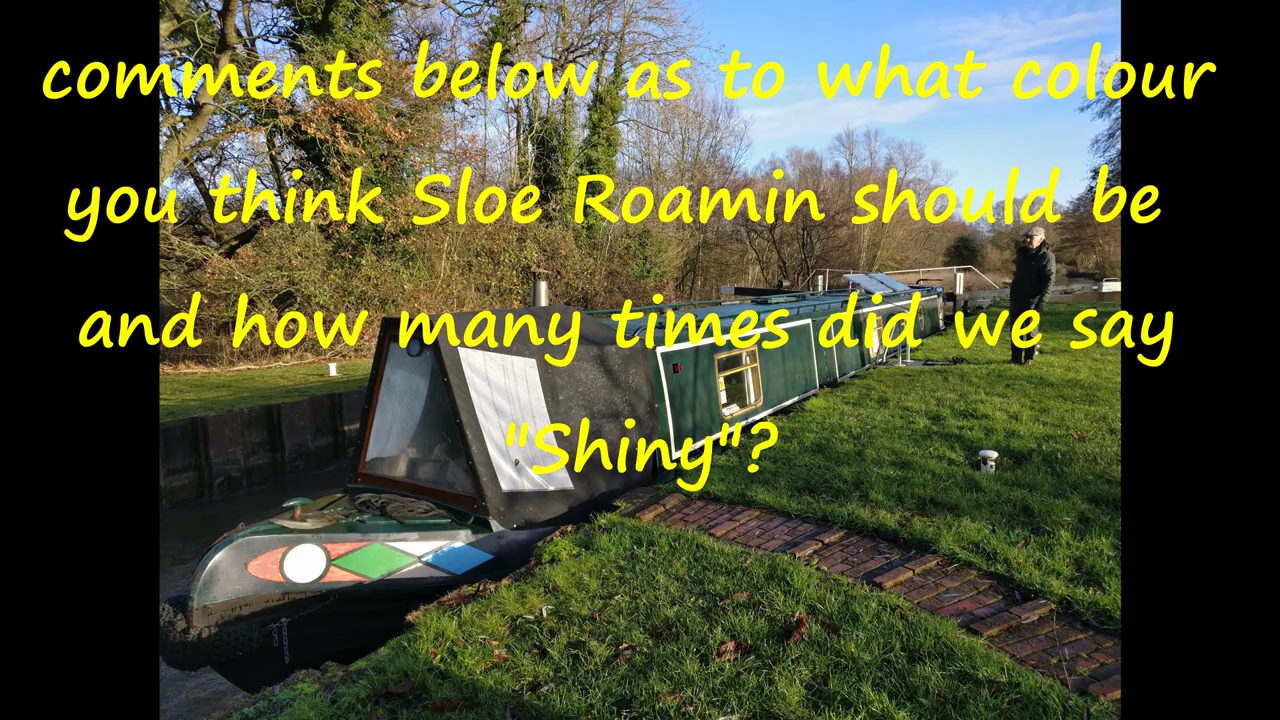 comments below as to what colour
you think Sloe Roamin should be
and how many times did we say
"Shiny"?